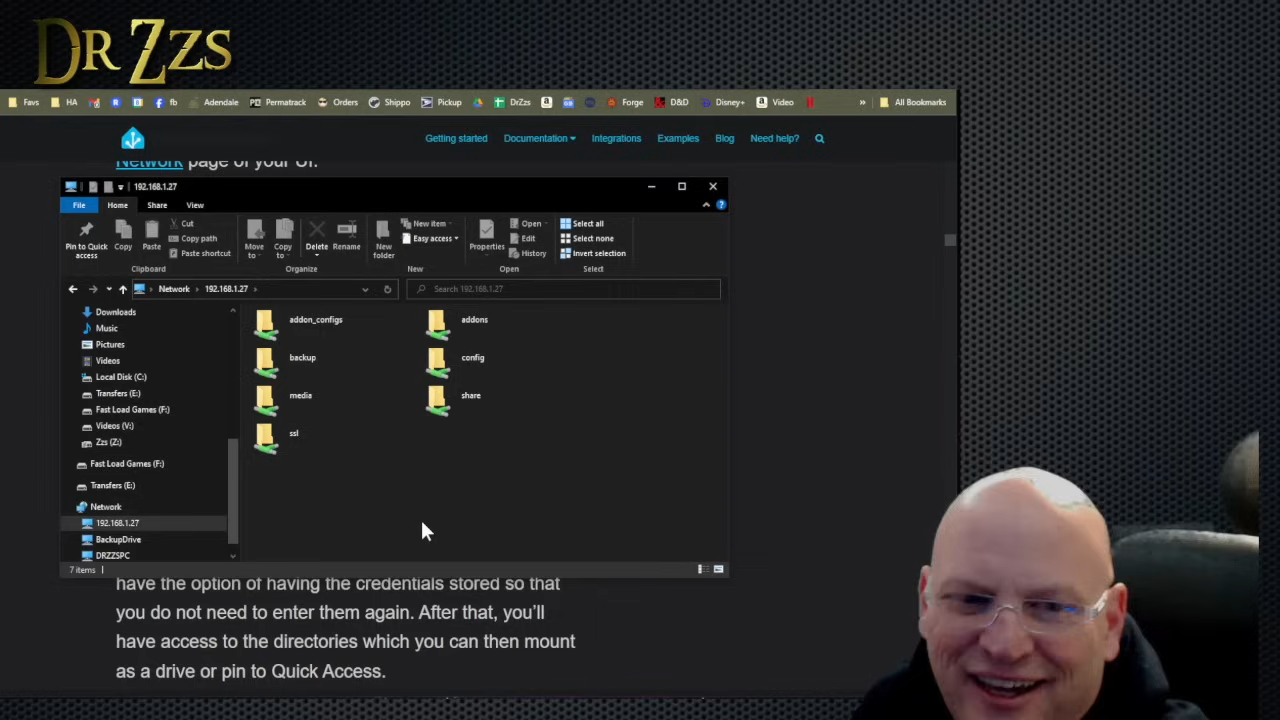 DR ZZS
Favs HA fb Adendale Permatrack Orders Shippo Pickup DrZzs Forge D&D Disney+ Video » All Bookmarks
Getting started Documentation Integrations Examples Blog Need help?
Network page of your UI.
192.168.1.27
File Home Share View
Pin to Quick access
Copy
Paste
Cut
Copy path
Paste shortcut
Clipboard
Move to
Copy to
Delete
Rename
Organize
New folder
New item
Easy access
New
Properties
Open
Edit
History
Open
Select all
Select none
Invert selection
Select
Network › 192.168.1.27 ›
Search 192.168.1.27
Downloads
Music
Pictures
Videos
Local Disk (C:)
Transfers (E:)
Fast Load Games (F:)
Videos (V:)
Zzs (Z:)
Fast Load Games (F:)
Transfers (E:)
Network
192.168.1.27
BackupDrive
DRZZSPC
addon_configs
addons
backup
config
media
share
ssl
7 items
have the option of having the credentials stored so that
you do not need to enter them again. After that, you’ll
have access to the directories which you can then mount
as a drive or pin to Quick Access.